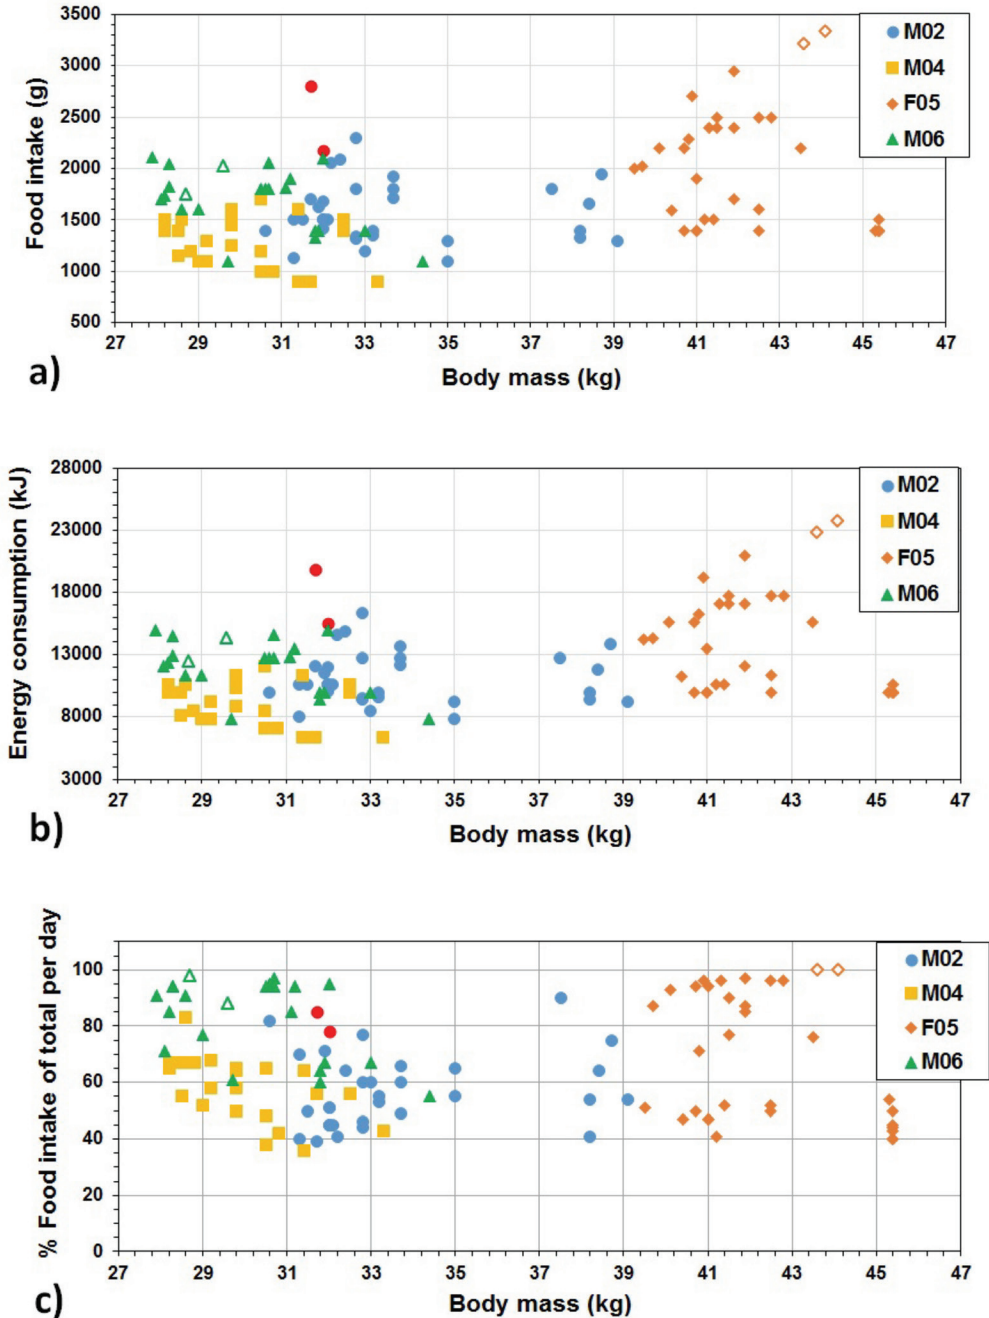 3500
3000
2500
2000
1500
1000
500
Food intake (g)
27 29 31 33 35 37 39 41 43 45 47
Body mass (kg)
M02
M04
F05
M06
a)
28000
23000
18000
13000
8000
3000
Energy consumption (kJ)
27 29 31 33 35 37 39 41 43 45 47
Body mass (kg)
M02
M04
F05
M06
b)
100
80
60
40
20
0
% Food intake of total per day
27 29 31 33 35 37 39 41 43 45 47
Body mass (kg)
M02
M04
F05
M06
c)